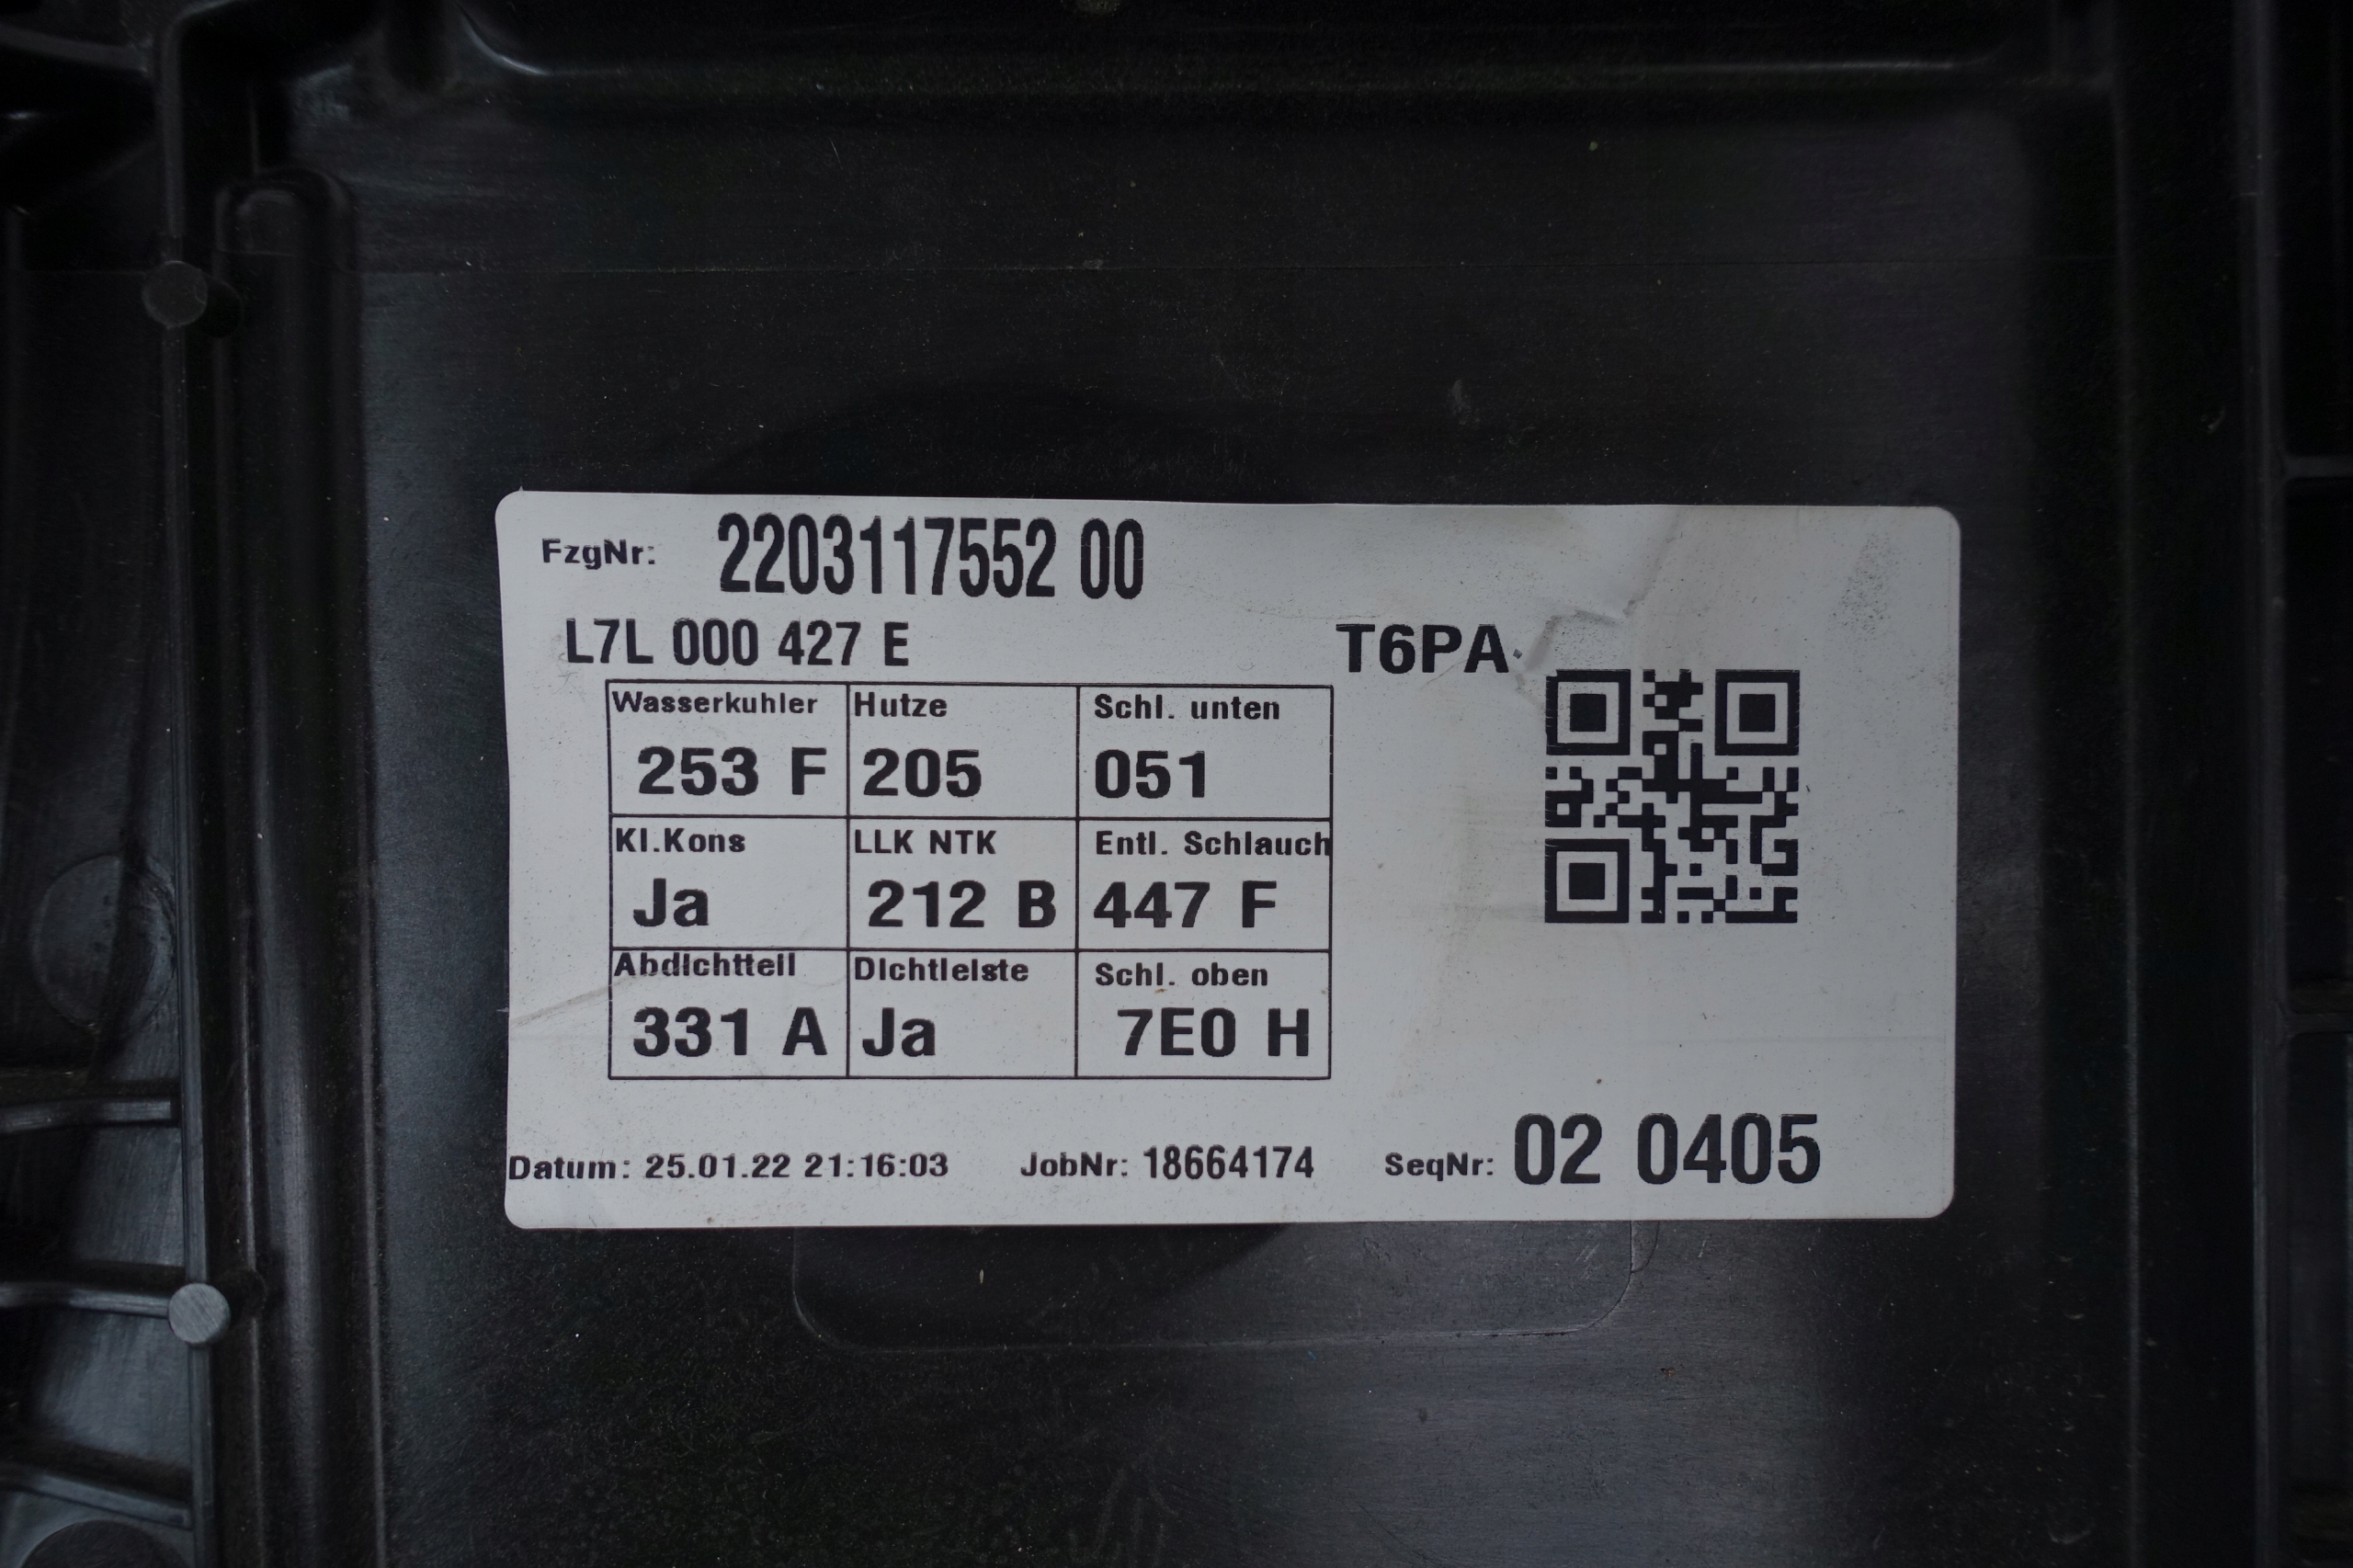 FzgNr: 2203117552 00
L7L 000 427 E
T6PA
Wasserkuhler Hutze Schl. unten
253 F 205 051
Kl.Kons LLK NTK Entl. Schlauch
Ja 212 B 447 F
Abdichtteil Dichtleiste Schl. oben
331 A Ja 7E0 H
Datum: 25.01.22 21:16:03 JobNr: 18664174 SeqNr: 02 0405